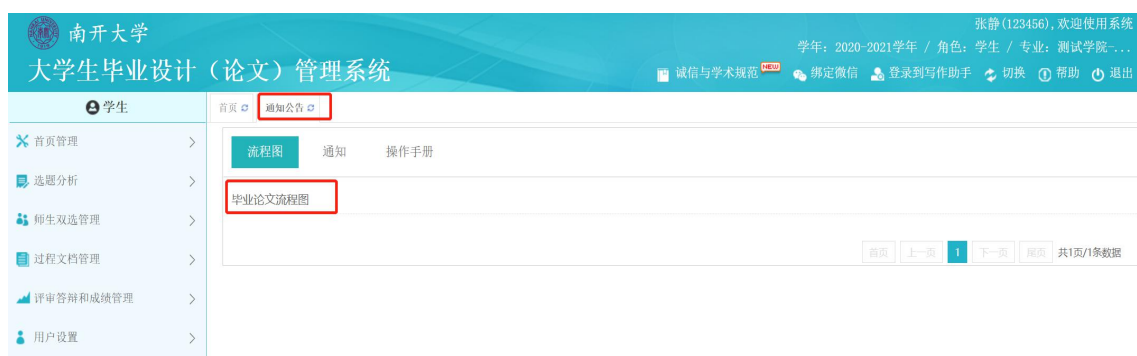 南开大学
大学生毕业设计（论文）管理系统
张静(123456),欢迎使用系统
学年：2020-2021学年 / 角色：学生 / 专业：测试学院-...
诚信与学术规范 NEW 绑定微信 登录到写作助手 切换 帮助 退出
学生
首页管理
选题分析
师生双选管理
过程文档管理
评审答辩和成绩管理
用户设置
首页 通知公告
流程图 通知 操作手册
毕业论文流程图
首页 上一页 1 下一页 尾页 共1页/1条数据